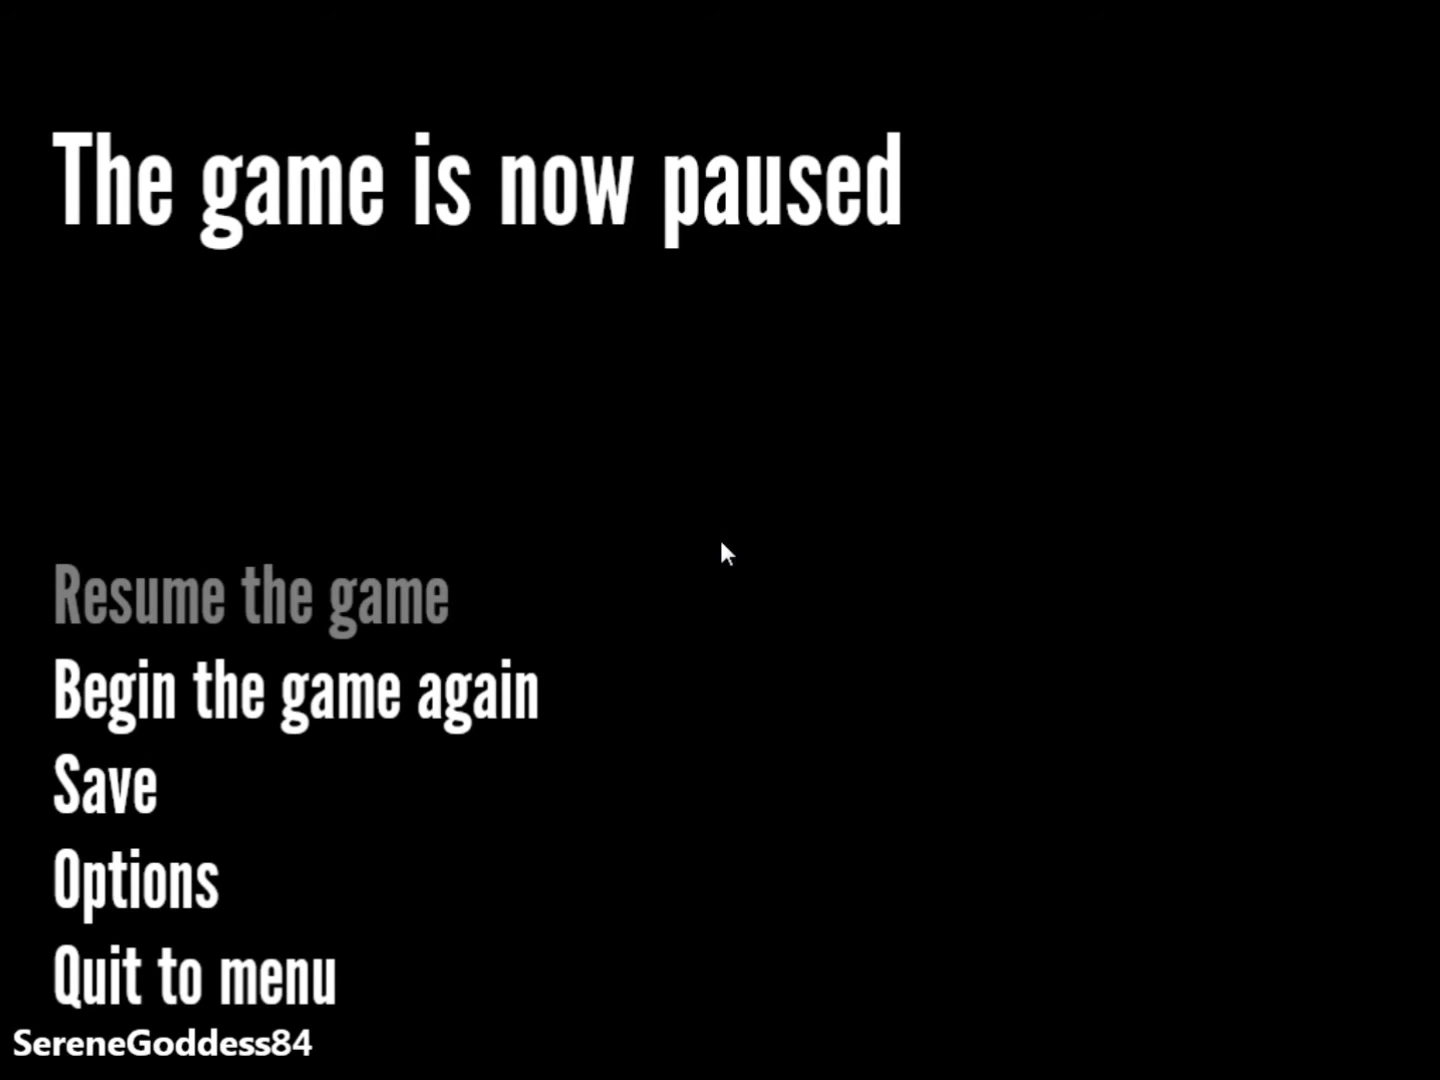 The game is now paused
Resume the game
Begin the game again
Save
Options
Quit to menu
SereneGoddess84